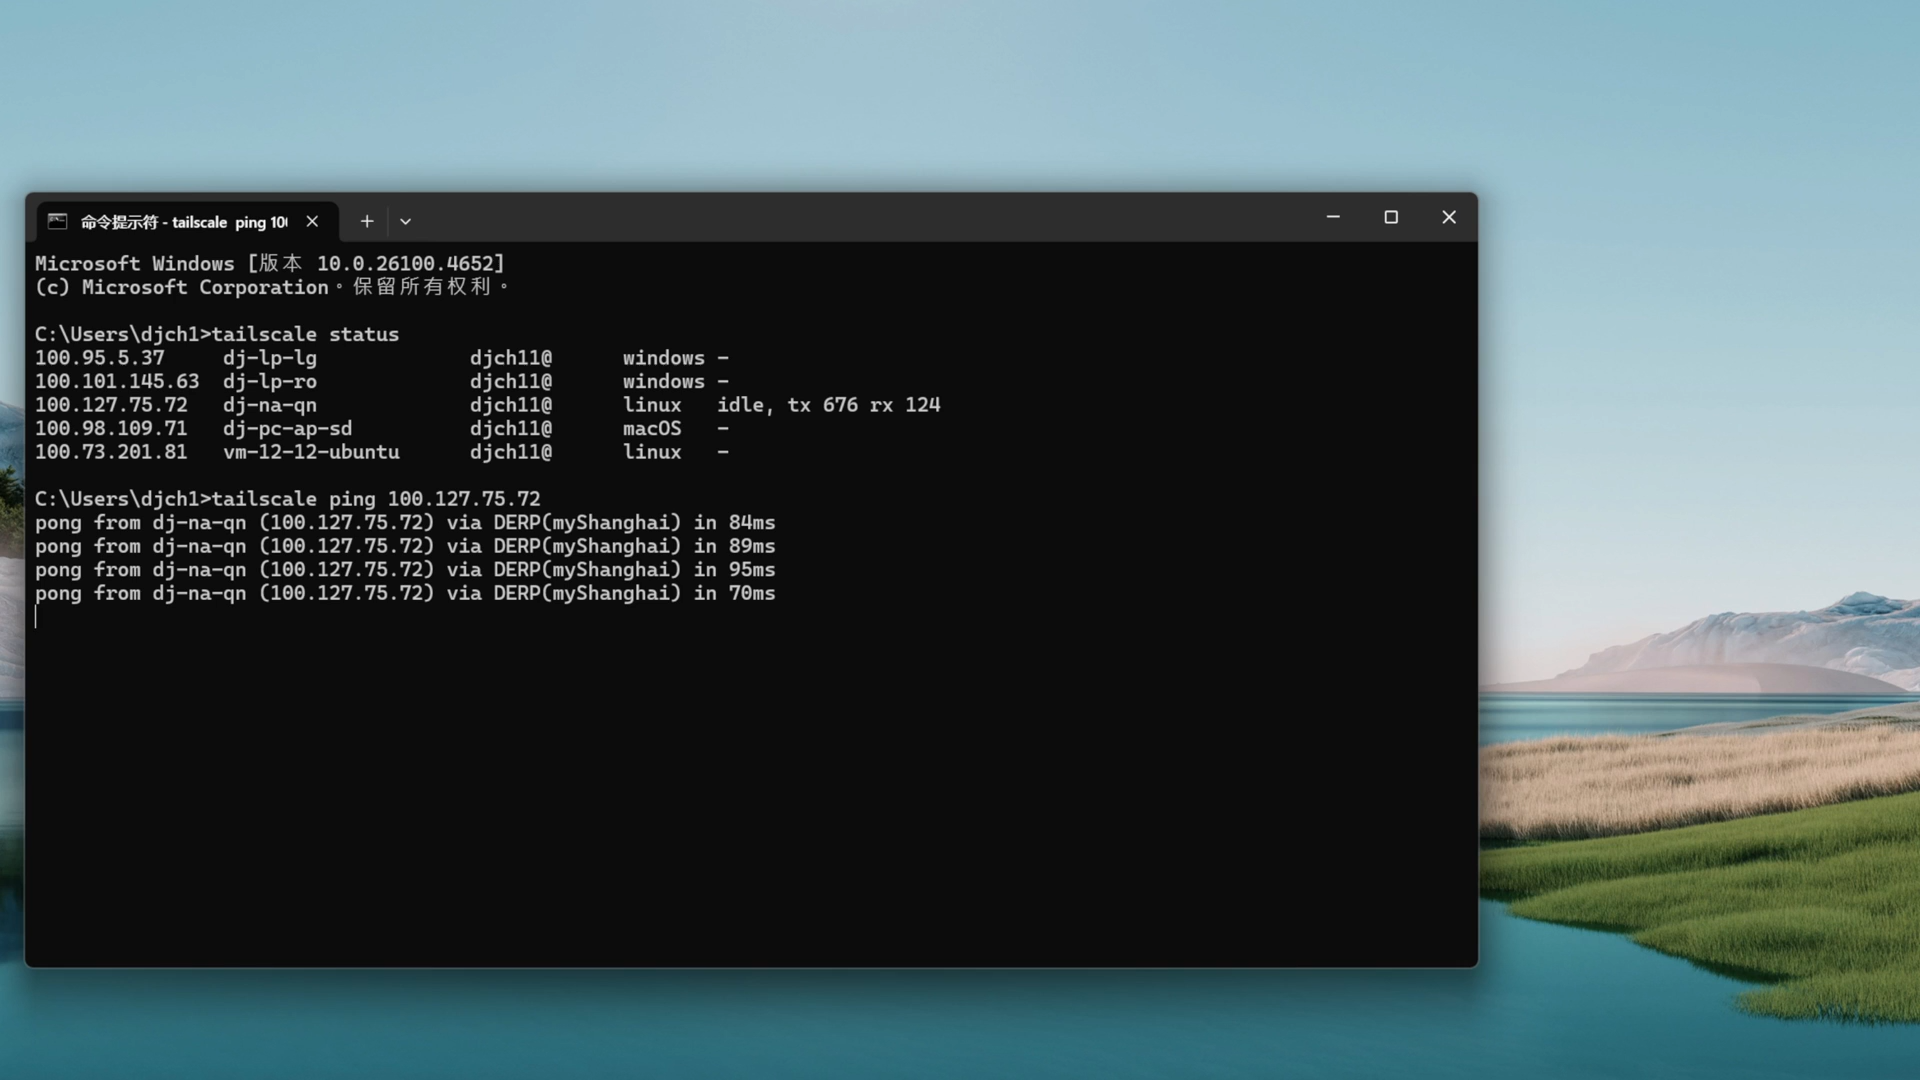 命令提示符 - tailscale  ping 10
Microsoft Windows [版本 10.0.26100.4652]
(c) Microsoft Corporation。保留所有权利。
C:\Users\djch1>tailscale status
100.95.5.37     dj-lp-lg             djch11@      windows -
100.101.145.63  dj-lp-ro             djch11@      windows -
100.127.75.72   dj-na-qn             djch11@      linux   idle, tx 676 rx 124
100.98.109.71   dj-pc-ap-sd          djch11@      macOS   -
100.73.201.81   vm-12-12-ubuntu      djch11@      linux   -
C:\Users\djch1>tailscale ping 100.127.75.72
pong from dj-na-qn (100.127.75.72) via DERP(myShanghai) in 84ms
pong from dj-na-qn (100.127.75.72) via DERP(myShanghai) in 89ms
pong from dj-na-qn (100.127.75.72) via DERP(myShanghai) in 95ms
pong from dj-na-qn (100.127.75.72) via DERP(myShanghai) in 70ms